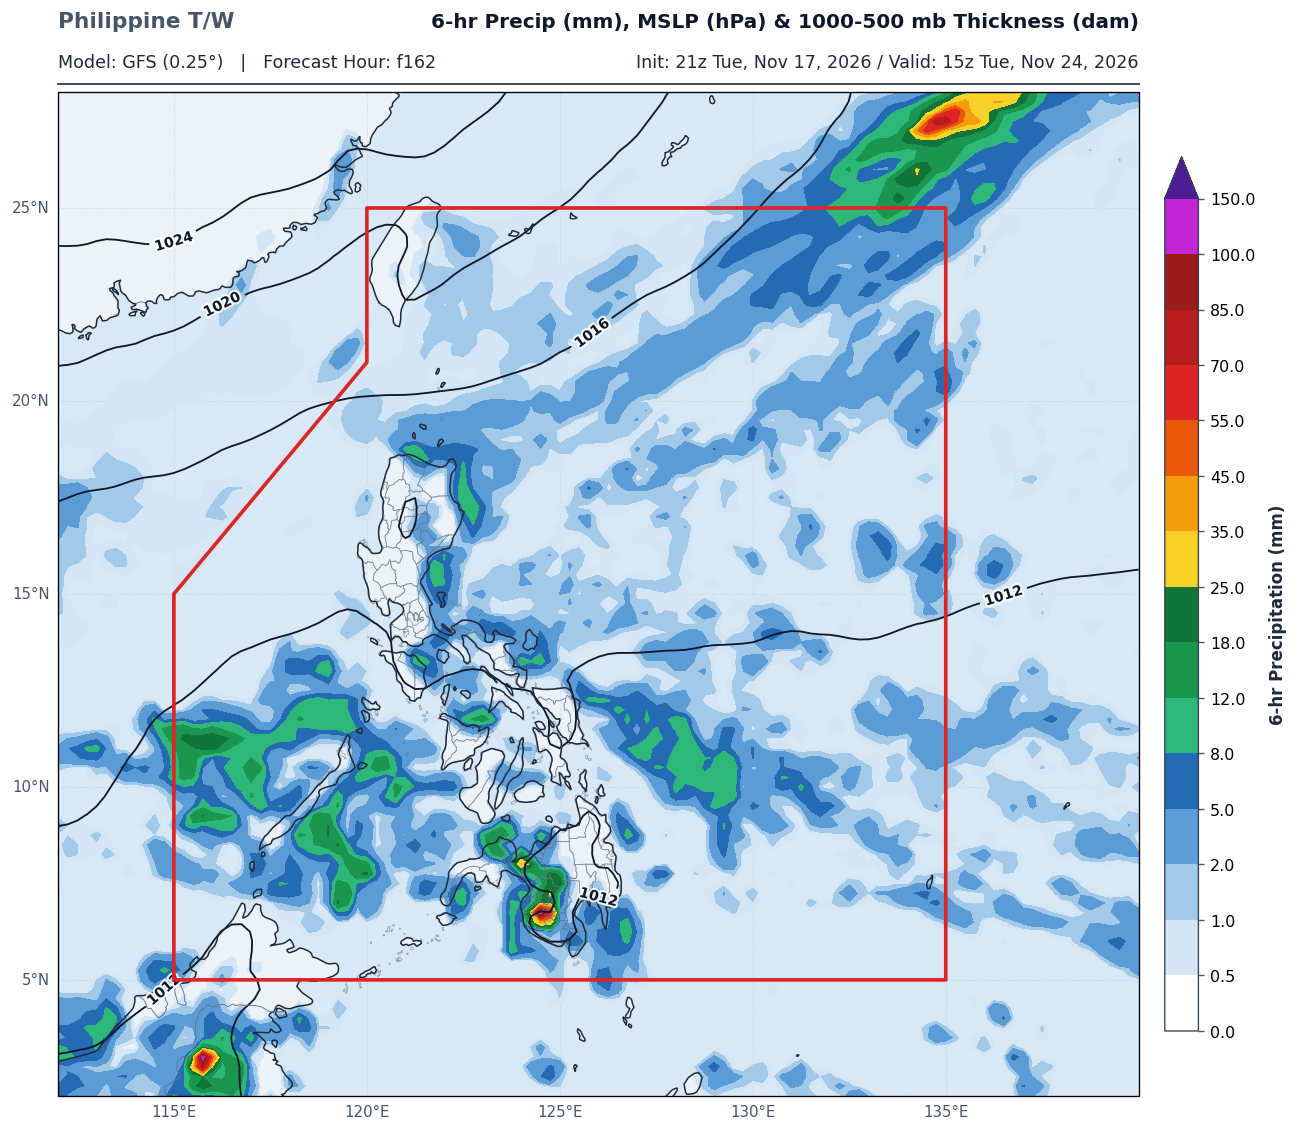 Philippine T/W
6-hr Precip (mm), MSLP (hPa) & 1000-500 mb Thickness (dam)
Model: GFS (0.25°) | Forecast Hour: f162
Init: 21z Tue, Nov 17, 2026 / Valid: 15z Tue, Nov 24, 2026
25°N
20°N
15°N
10°N
5°N
115°E
120°E
125°E
130°E
135°E
1024
1020
1016
1012
1012
1012
150.0
100.0
85.0
70.0
55.0
45.0
35.0
25.0
18.0
12.0
8.0
5.0
2.0
1.0
0.5
0.0
6-hr Precipitation (mm)